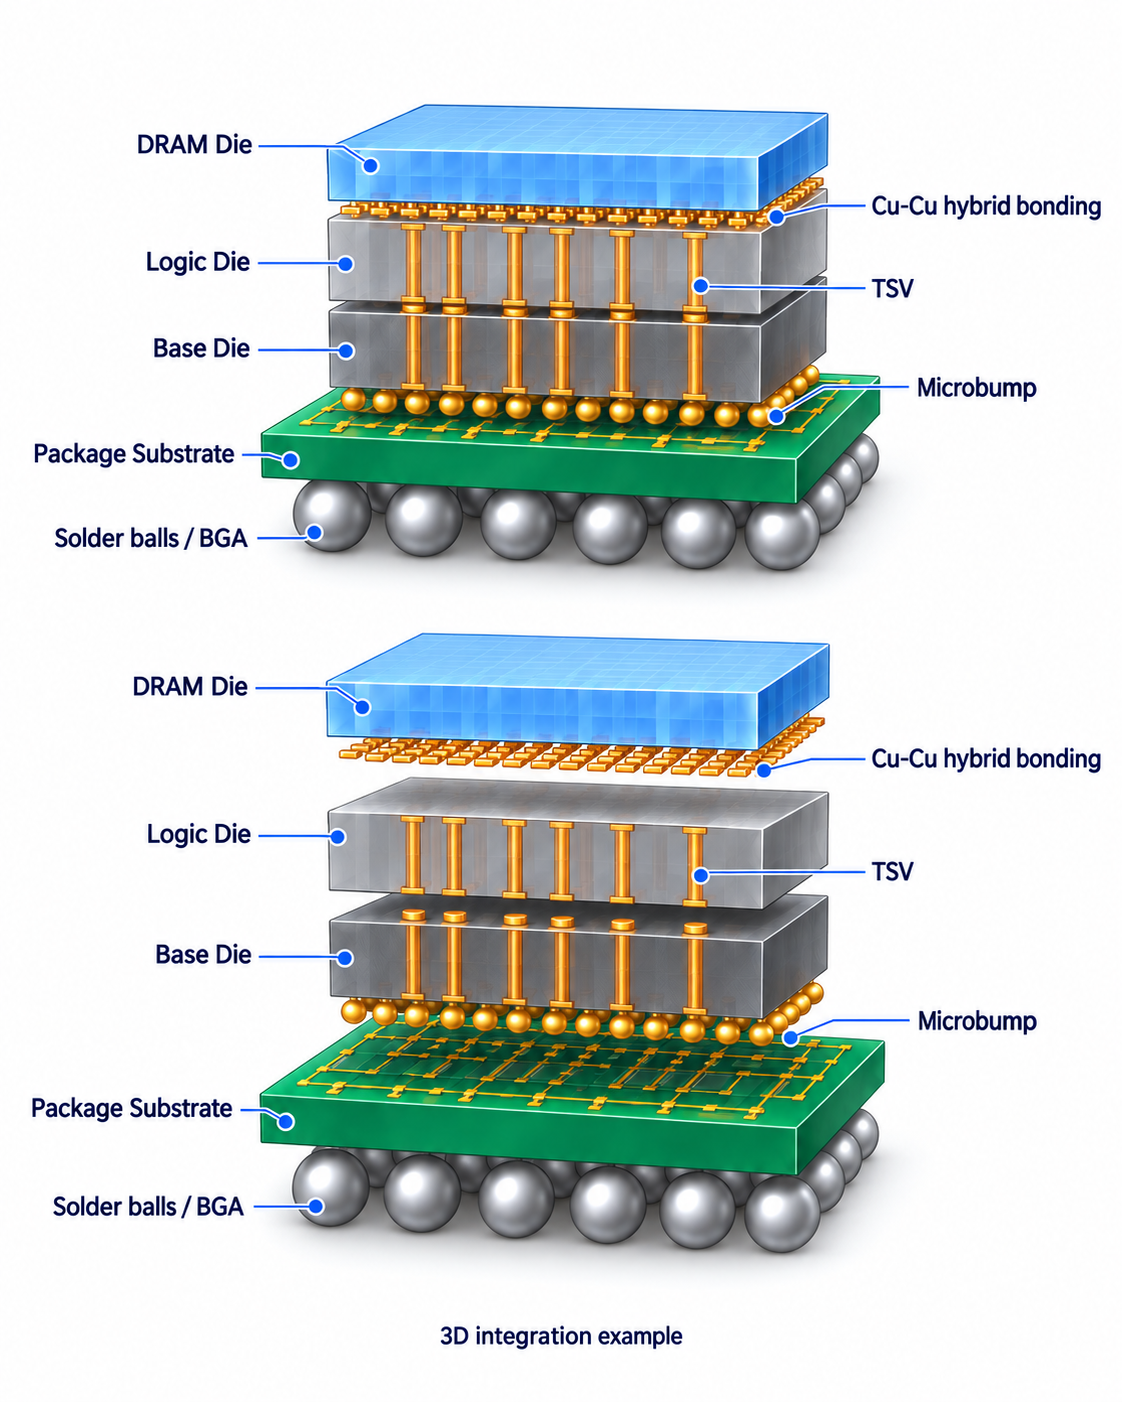 DRAM Die
Cu-Cu hybrid bonding
Logic Die
TSV
Base Die
Microbump
Package Substrate
Solder balls / BGA
DRAM Die
Cu-Cu hybrid bonding
Logic Die
TSV
Base Die
Microbump
Package Substrate
Solder balls / BGA
3D integration example